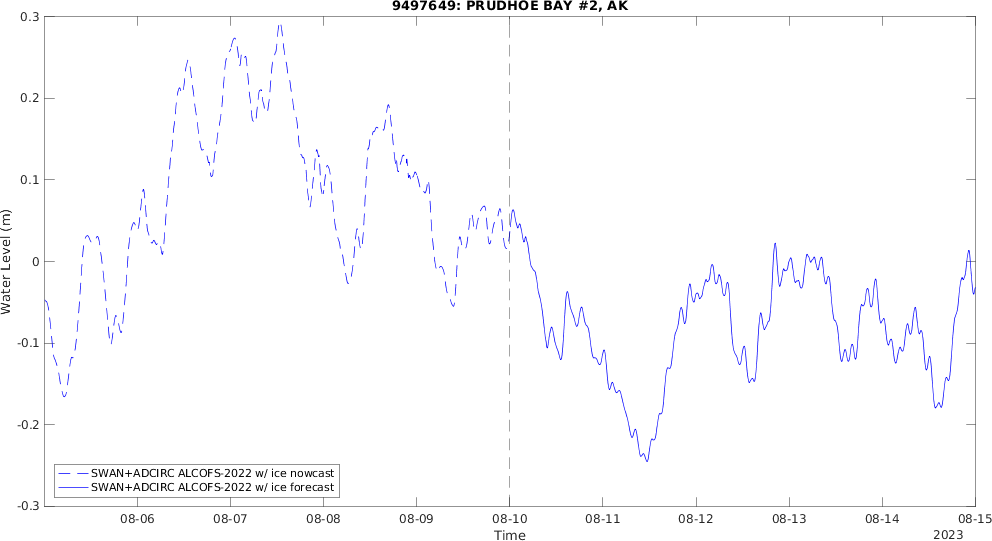 9497649: PRUDHOE BAY #2, AK
0.3
0.2
0.1
0
-0.1
-0.2
-0.3
Water Level (m)
SWAN+ADCIRC ALCOFS-2022 w/ ice nowcast
SWAN+ADCIRC ALCOFS-2022 w/ ice forecast
08-06 08-07 08-08 08-09 08-10 08-11 08-12 08-13 08-14 08-15
Time
2023